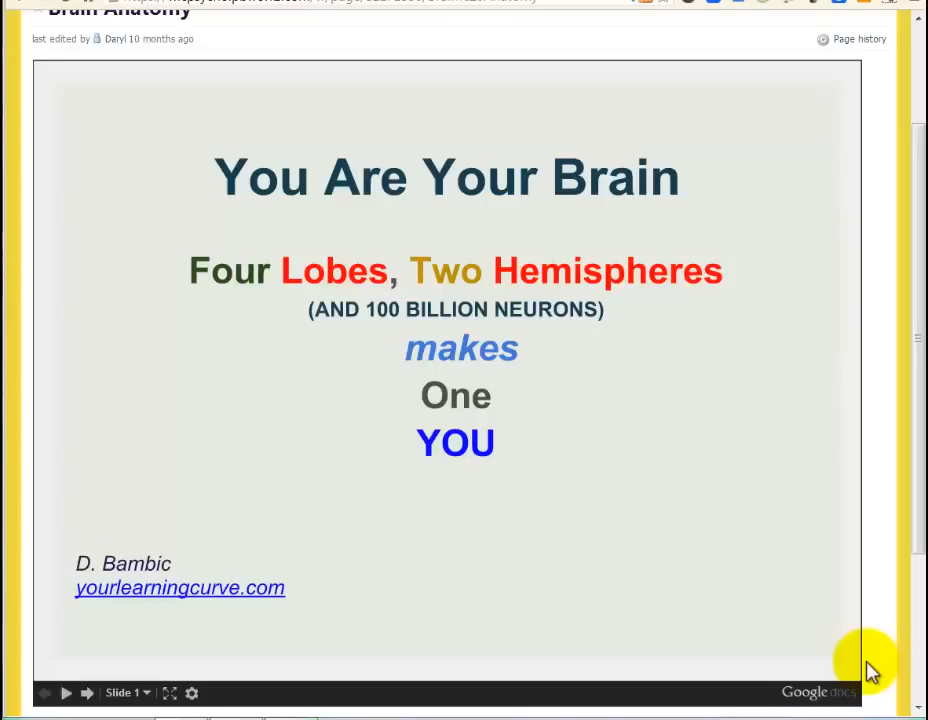 Brain Anatomy
last edited by Daryl 10 months ago
Page history
You Are Your Brain
Four Lobes, Two Hemispheres
(AND 100 BILLION NEURONS)
makes
One
YOU
D. Bambic
yourlearningcurve.com
Slide 1
Google docs